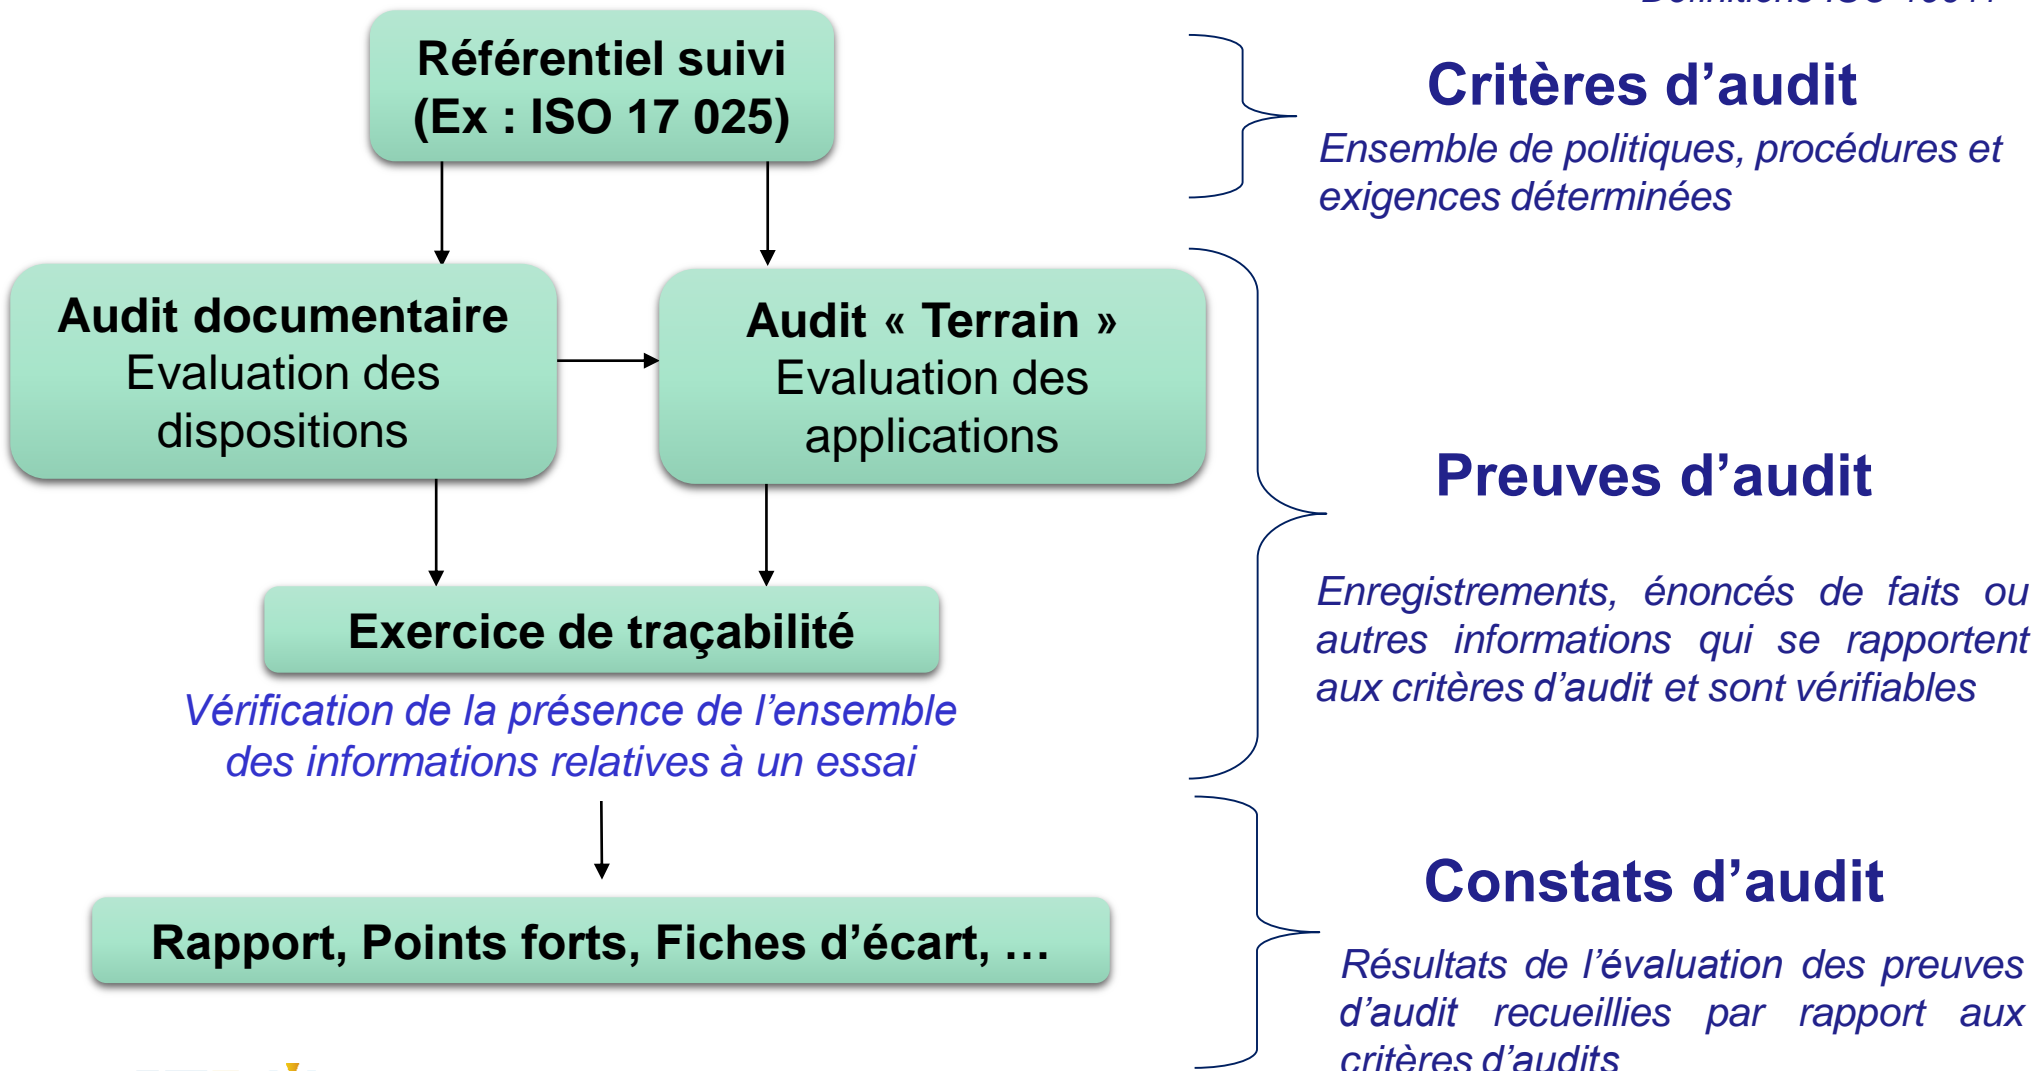 Définitions ISO 19011
Référentiel suivi
(Ex : ISO 17 025)
Critères d’audit
Ensemble de politiques, procédures et
exigences déterminées
Audit documentaire
Evaluation des
dispositions
Audit « Terrain »
Evaluation des
applications
Preuves d’audit
Enregistrements, énoncés de faits ou
autres informations qui se rapportent
aux critères d’audit et sont vérifiables
Exercice de traçabilité
Vérification de la présence de l’ensemble
des informations relatives à un essai
Constats d’audit
Résultats de l’évaluation des preuves
d’audit recueillies par rapport aux
critères d’audits
Rapport, Points forts, Fiches d’écart, …